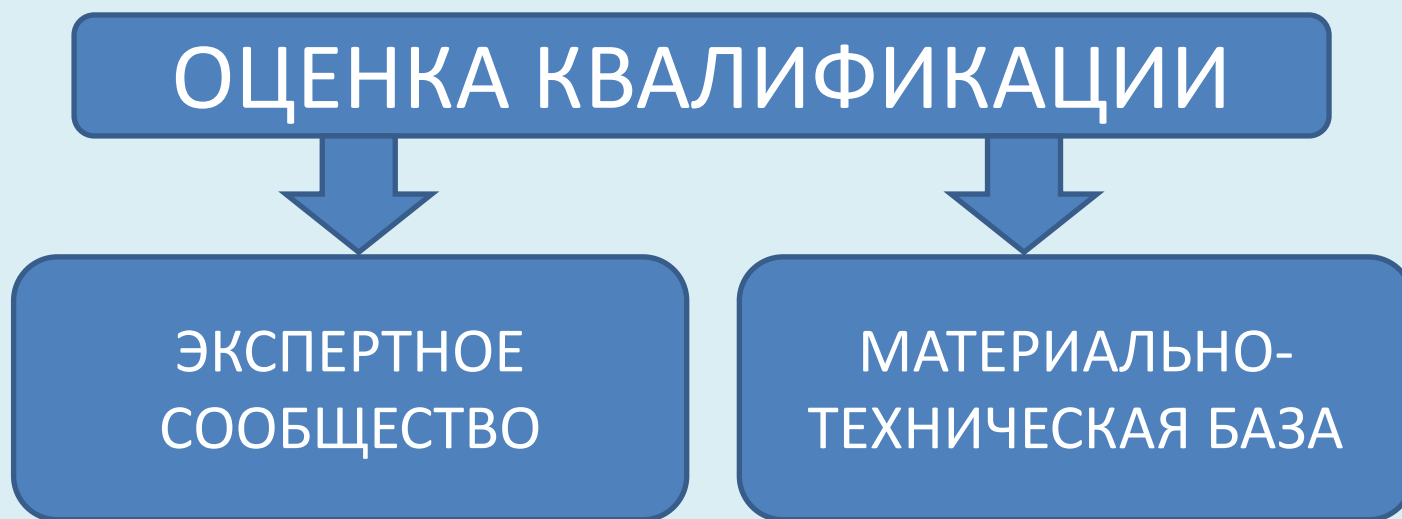 ОЦЕНКА КВАЛИФИКАЦИИ
ЭКСПЕРТНОЕ
СООБЩЕСТВО
МАТЕРИАЛЬНО-
ТЕХНИЧЕСКАЯ БАЗА